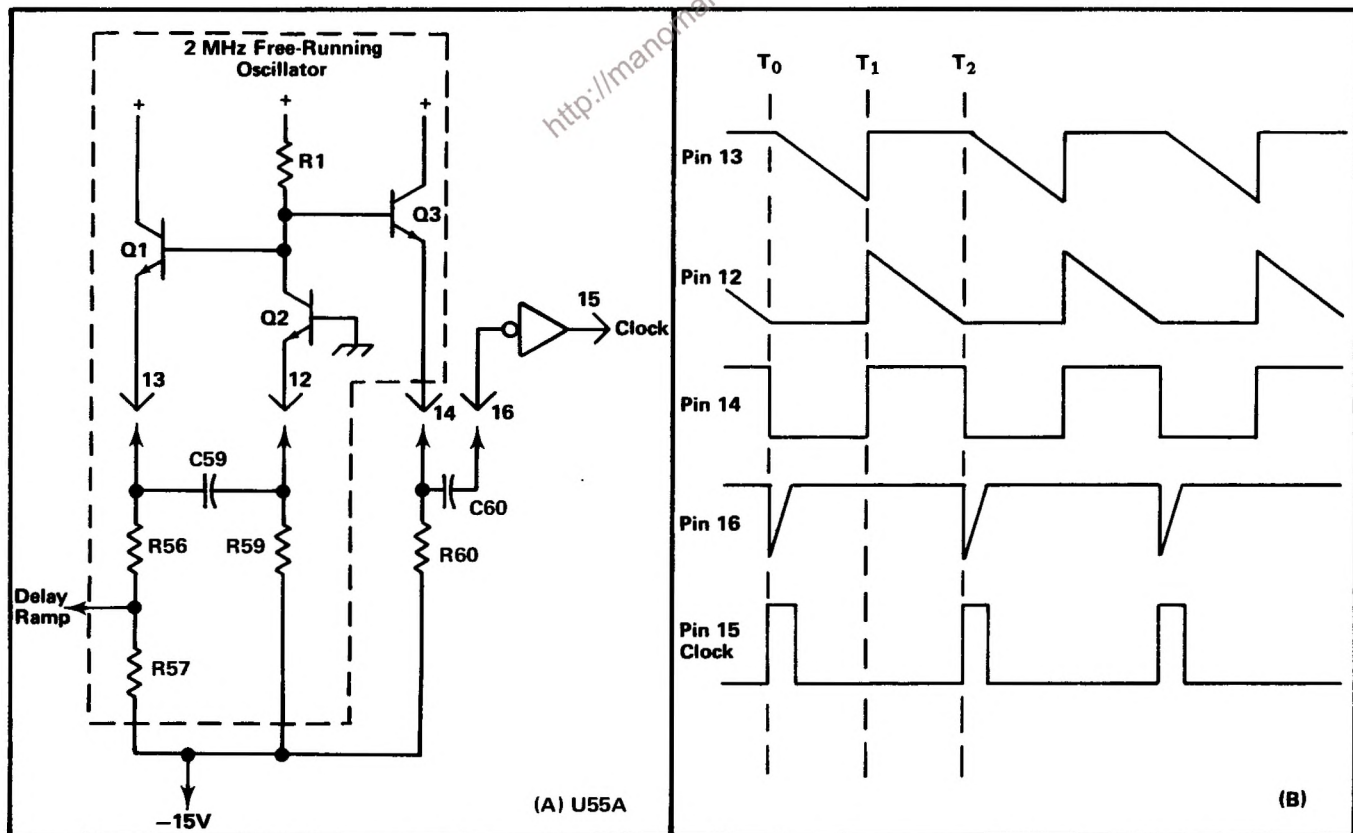 http://manoman
2 MHz Free-Running
Oscillator
+
+
+
R1
Q3
Q1
Q2
15
Clock
13
12
14
16
C59
C60
R56
R59
R60
Delay
Ramp
R57
−15V
(A) U55A
T0
T1
T2
Pin 13
Pin 12
Pin 14
Pin 16
Pin 15
Clock
(B)